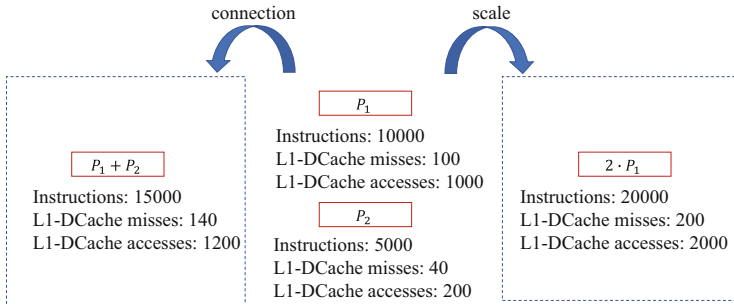 connection
scale
P₁ + P₂
Instructions: 15000
L1-DCache misses: 140
L1-DCache accesses: 1200
P₁
Instructions: 10000
L1-DCache misses: 100
L1-DCache accesses: 1000
P₂
Instructions: 5000
L1-DCache misses: 40
L1-DCache accesses: 200
2 · P₁
Instructions: 20000
L1-DCache misses: 200
L1-DCache accesses: 2000